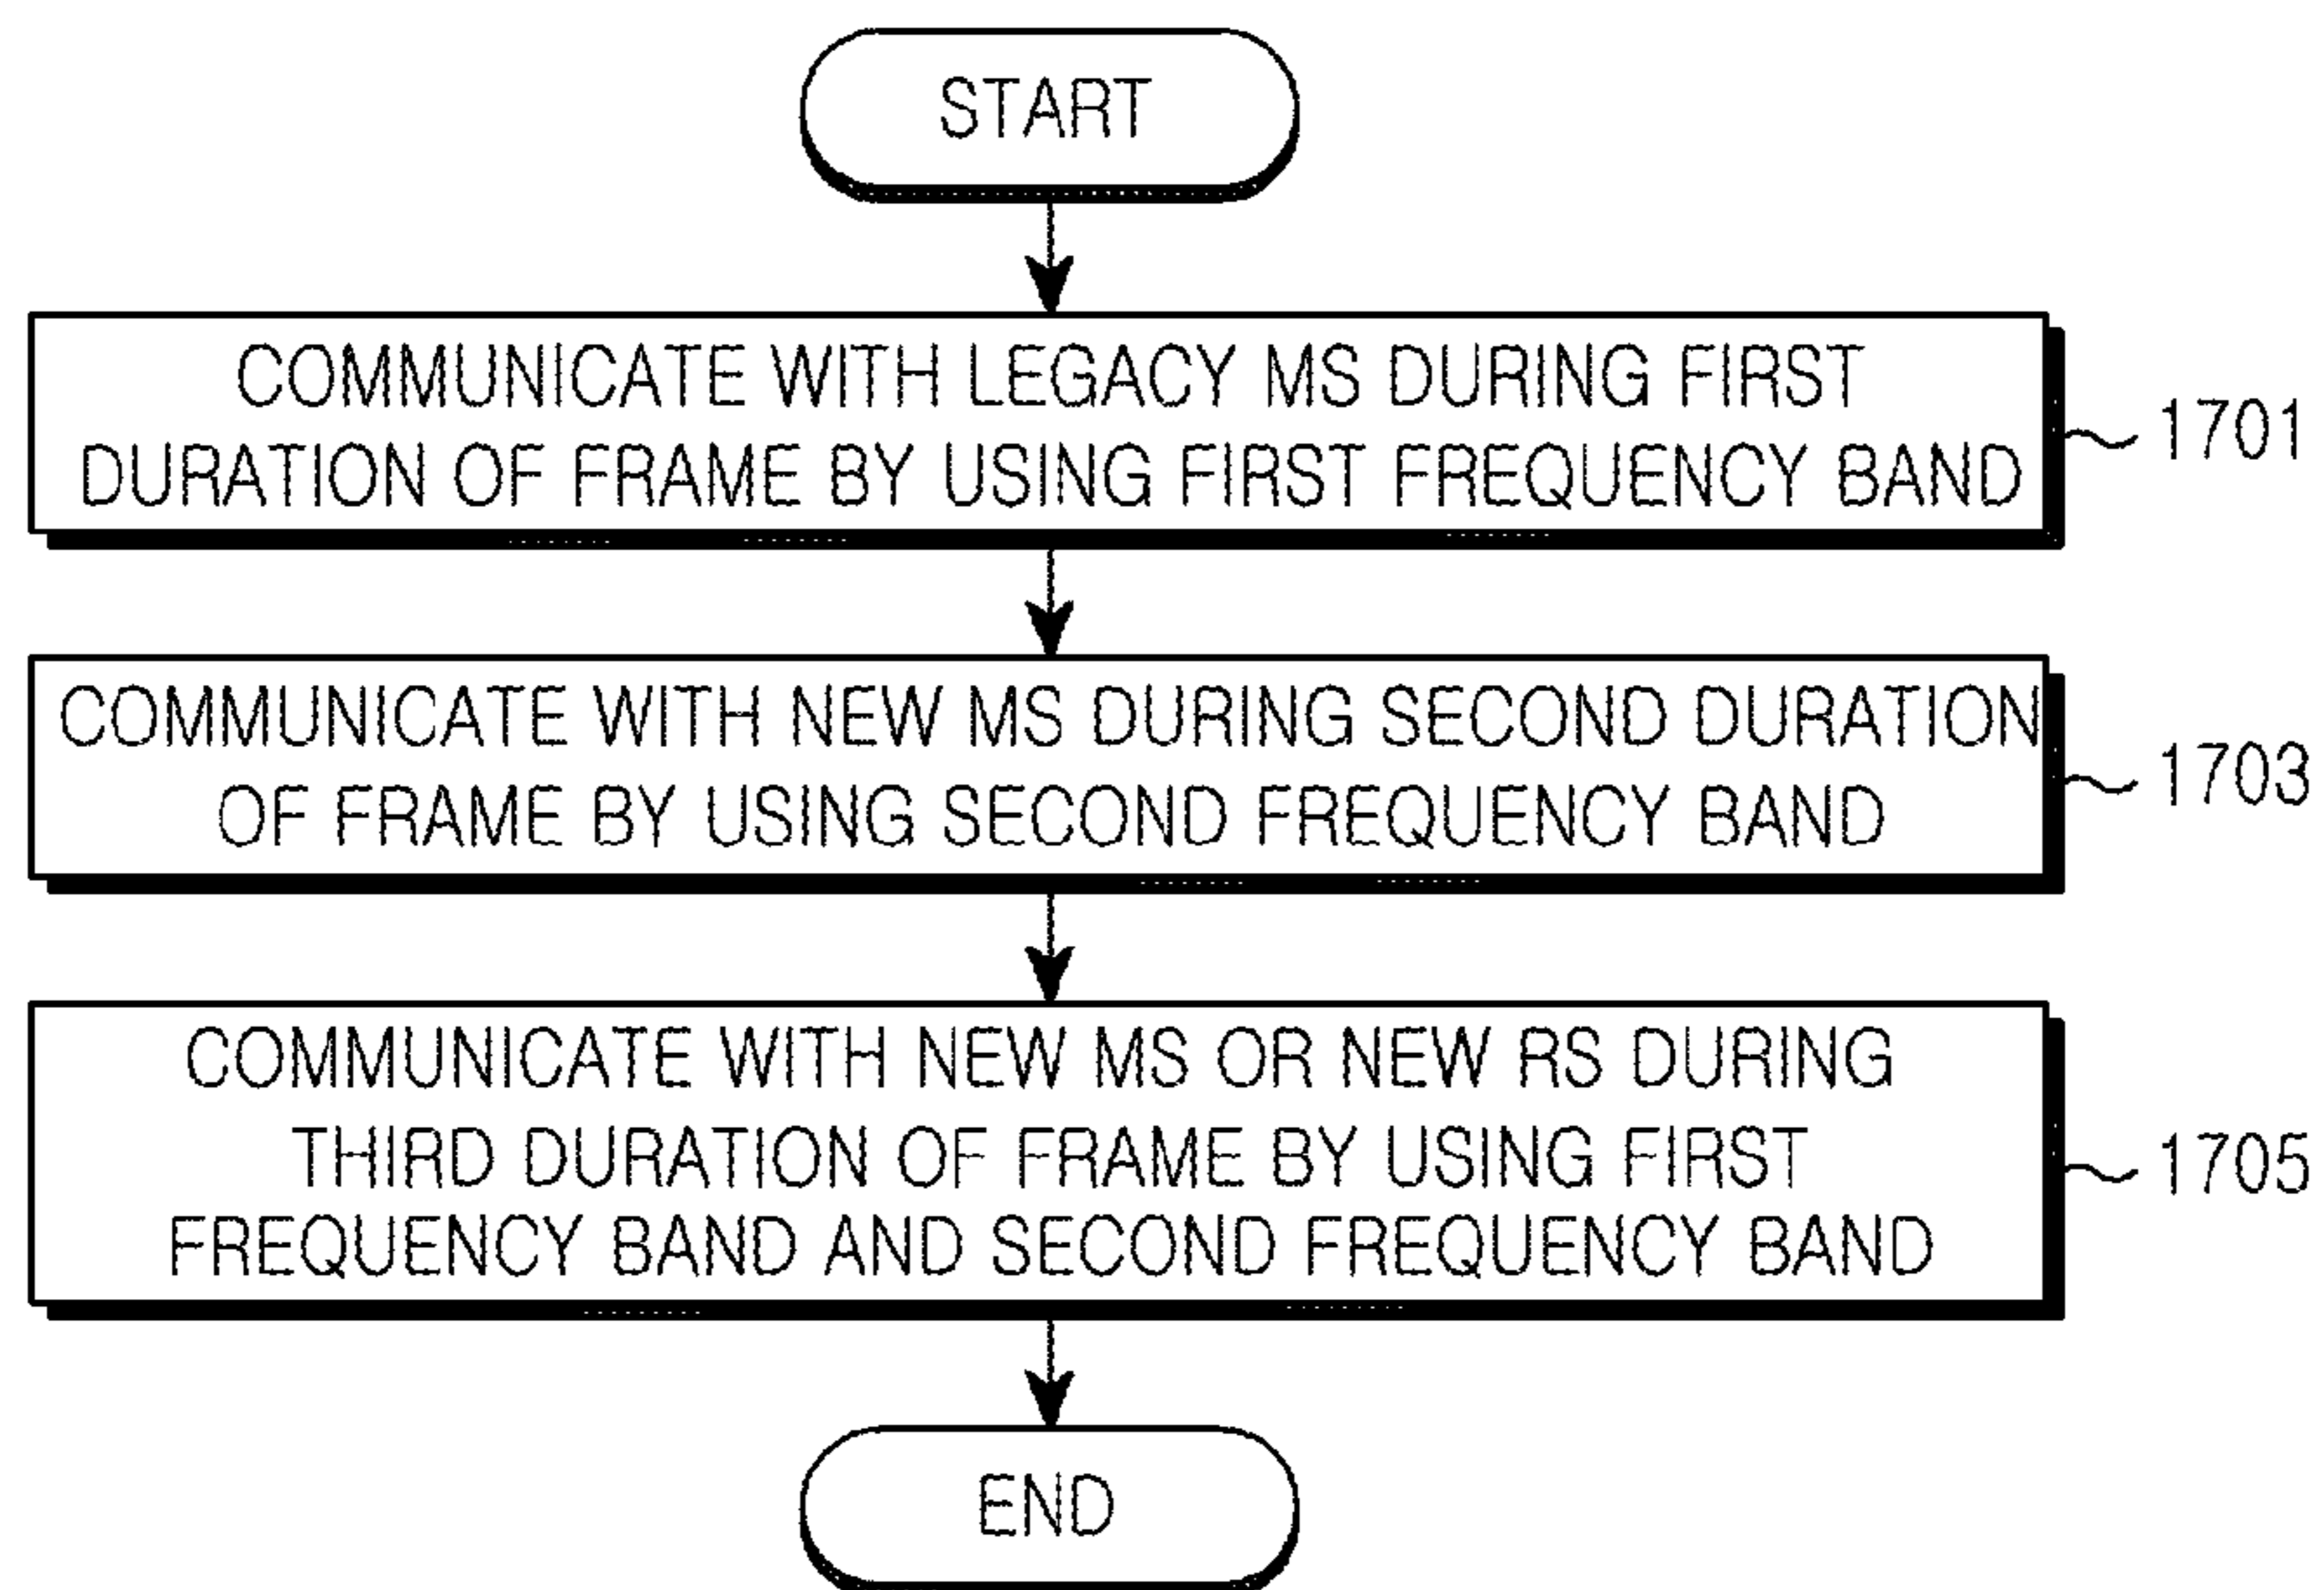 START
COMMUNICATE WITH LEGACY MS DURING FIRST
DURATION OF FRAME BY USING FIRST FREQUENCY BAND
1701
COMMUNICATE WITH NEW MS DURING SECOND DURATION
OF FRAME BY USING SECOND FREQUENCY BAND
1703
COMMUNICATE WITH NEW MS OR NEW RS DURING
THIRD DURATION OF FRAME BY USING FIRST
FREQUENCY BAND AND SECOND FREQUENCY BAND
1705
END